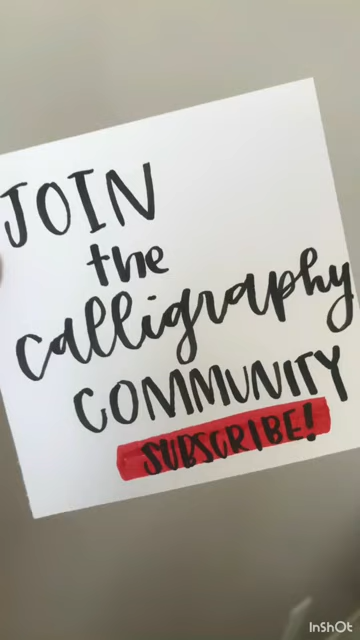 JOIN
the
calligraphy
COMMUNITY
SUBSCRIBE!
InShOt